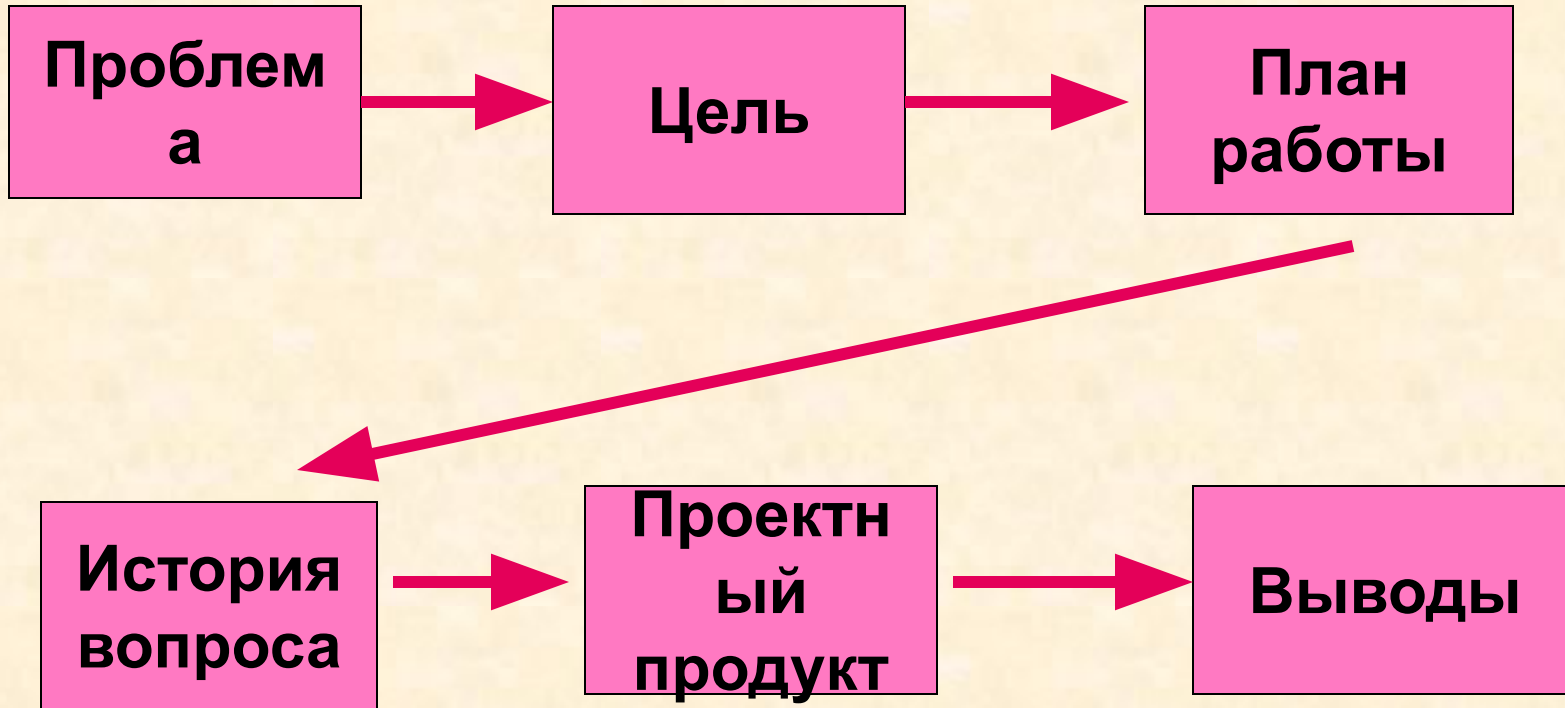 Проблем
а
Цель
План
работы
История
вопроса
Проектн
ый
продукт
Выводы